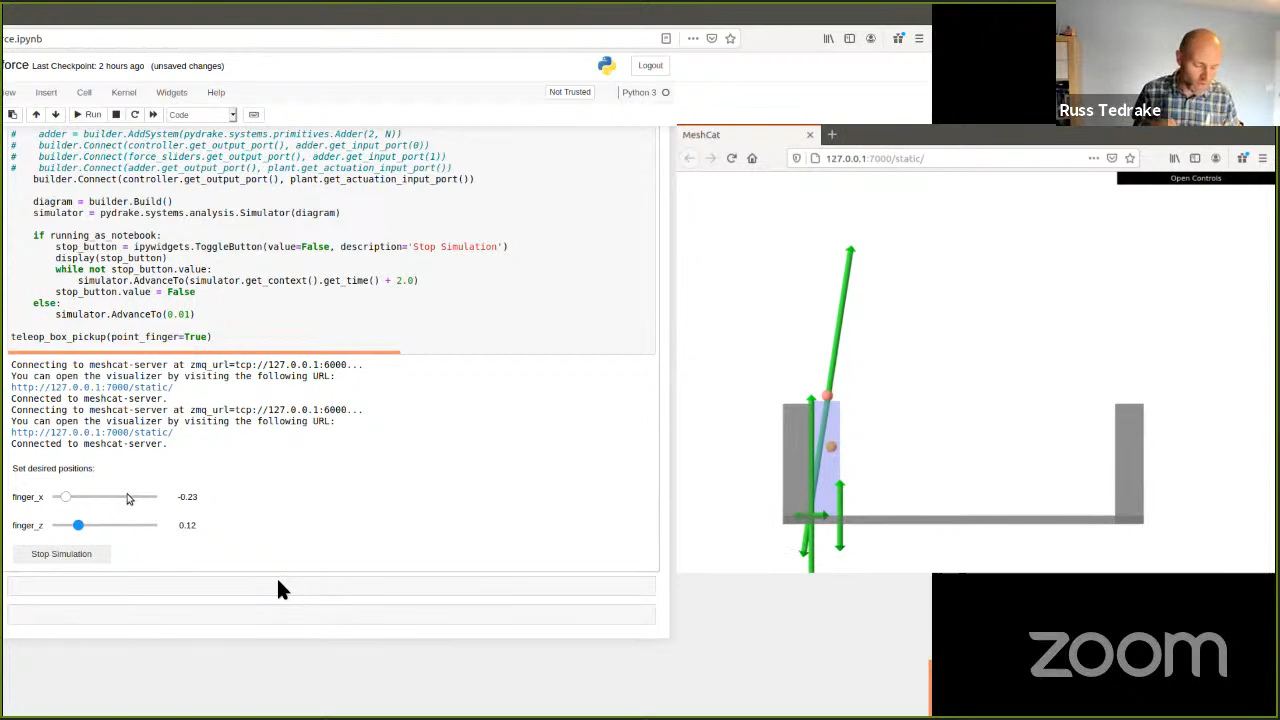 rce.ipynb
force Last Checkpoint: 2 hours ago (unsaved changes)
Logout
iew Insert Cell Kernel Widgets Help
Not Trusted
Python 3
Run
Code
# adder = builder.AddSystem(pydrake.systems.primitives.Adder(2, N))
# builder.Connect(controller.get_output_port(), adder.get_input_port(0))
# builder.Connect(force_sliders.get_output_port(), adder.get_input_port(1))
# builder.Connect(adder.get_output_port(), plant.get_actuation_input_port())
builder.Connect(controller.get_output_port(), plant.get_actuation_input_port())
diagram = builder.Build()
simulator = pydrake.systems.analysis.Simulator(diagram)
if running_as_notebook:
stop_button = ipywidgets.ToggleButton(value=False, description='Stop Simulation')
display(stop_button)
while not stop_button.value:
simulator.AdvanceTo(simulator.get_context().get_time() + 2.0)
stop_button.value = False
else:
simulator.AdvanceTo(0.01)
teleop_box_pickup(point_finger=True)
Connecting to meshcat-server at zmq_url=tcp://127.0.0.1:6000...
You can open the visualizer by visiting the following URL:
http://127.0.0.1:7000/static/
Connected to meshcat-server.
Connecting to meshcat-server at zmq_url=tcp://127.0.0.1:6000...
You can open the visualizer by visiting the following URL:
http://127.0.0.1:7000/static/
Connected to meshcat-server.
Set desired positions:
finger_x -0.23
finger_z 0.12
Stop Simulation
Russ Tedrake
MeshCat
127.0.0.1:7000/static/
Open Controls
zoom